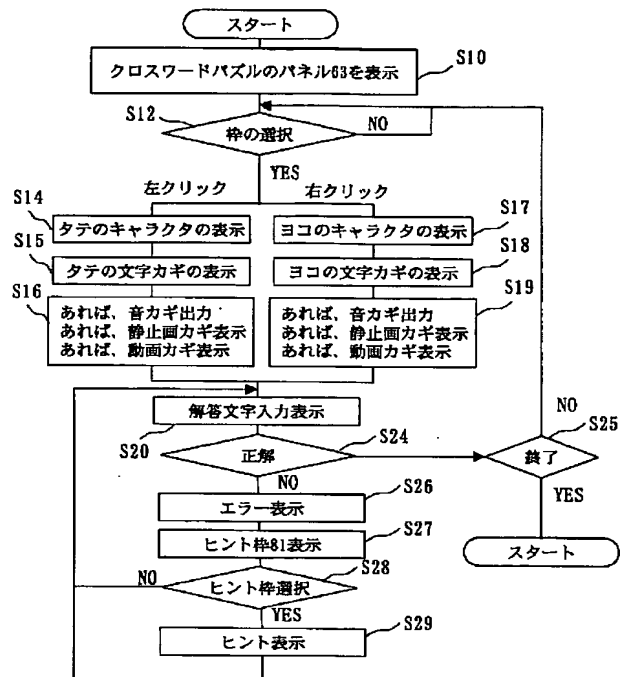 スタート
クロスワードパズルのパネル63を表示
S10
S12
枠の選択
NO
YES
左クリック
右クリック
S14
タテのキャラクタの表示
ヨコのキャラクタの表示
S17
S15
タテの文字カギの表示
ヨコの文字カギの表示
S18
S16
あれば、音カギ出力
あれば、静止画カギ表示
あれば、動画カギ表示
あれば、音カギ出力
あれば、静止画カギ表示
あれば、動画カギ表示
S19
解答文字入力表示
S20
正解
S24
NO
S25
終了
YES
スタート
NO
エラー表示
S26
ヒント枠81表示
S27
NO
ヒント枠選択
S28
YES
ヒント表示
S29